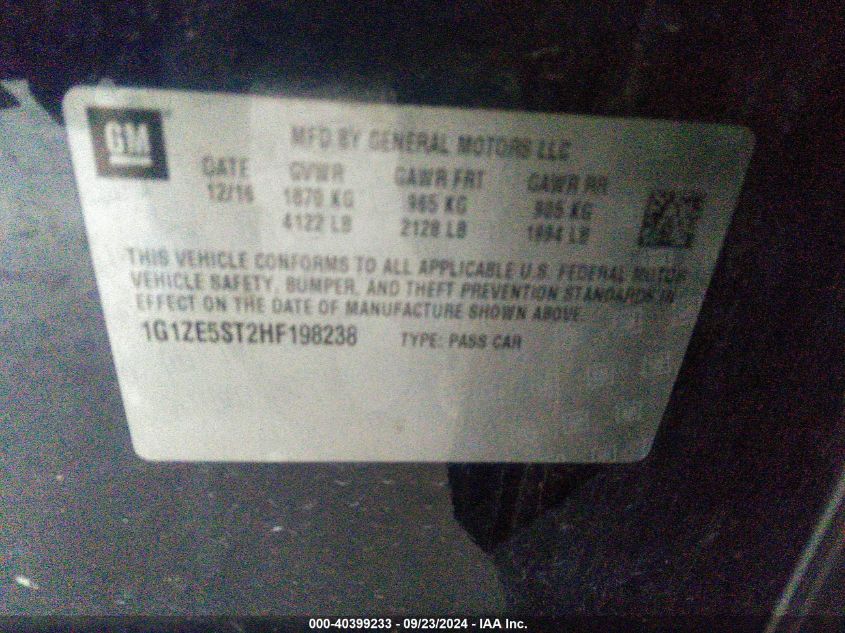 GM
MFD BY GENERAL MOTORS LLC
DATE GVWR GAWR FRT GAWR RR
12/16 1870 KG 965 KG 905 KG
4122 LB 2128 LB 1994 LB
THIS VEHICLE CONFORMS TO ALL APPLICABLE U.S. FEDERAL MOTOR
VEHICLE SAFETY, BUMPER, AND THEFT PREVENTION STANDARDS IN
EFFECT ON THE DATE OF MANUFACTURE SHOWN ABOVE.
1G1ZE5ST2HF198238 TYPE: PASS CAR
000-40399233 - 09/23/2024 - IAA Inc.